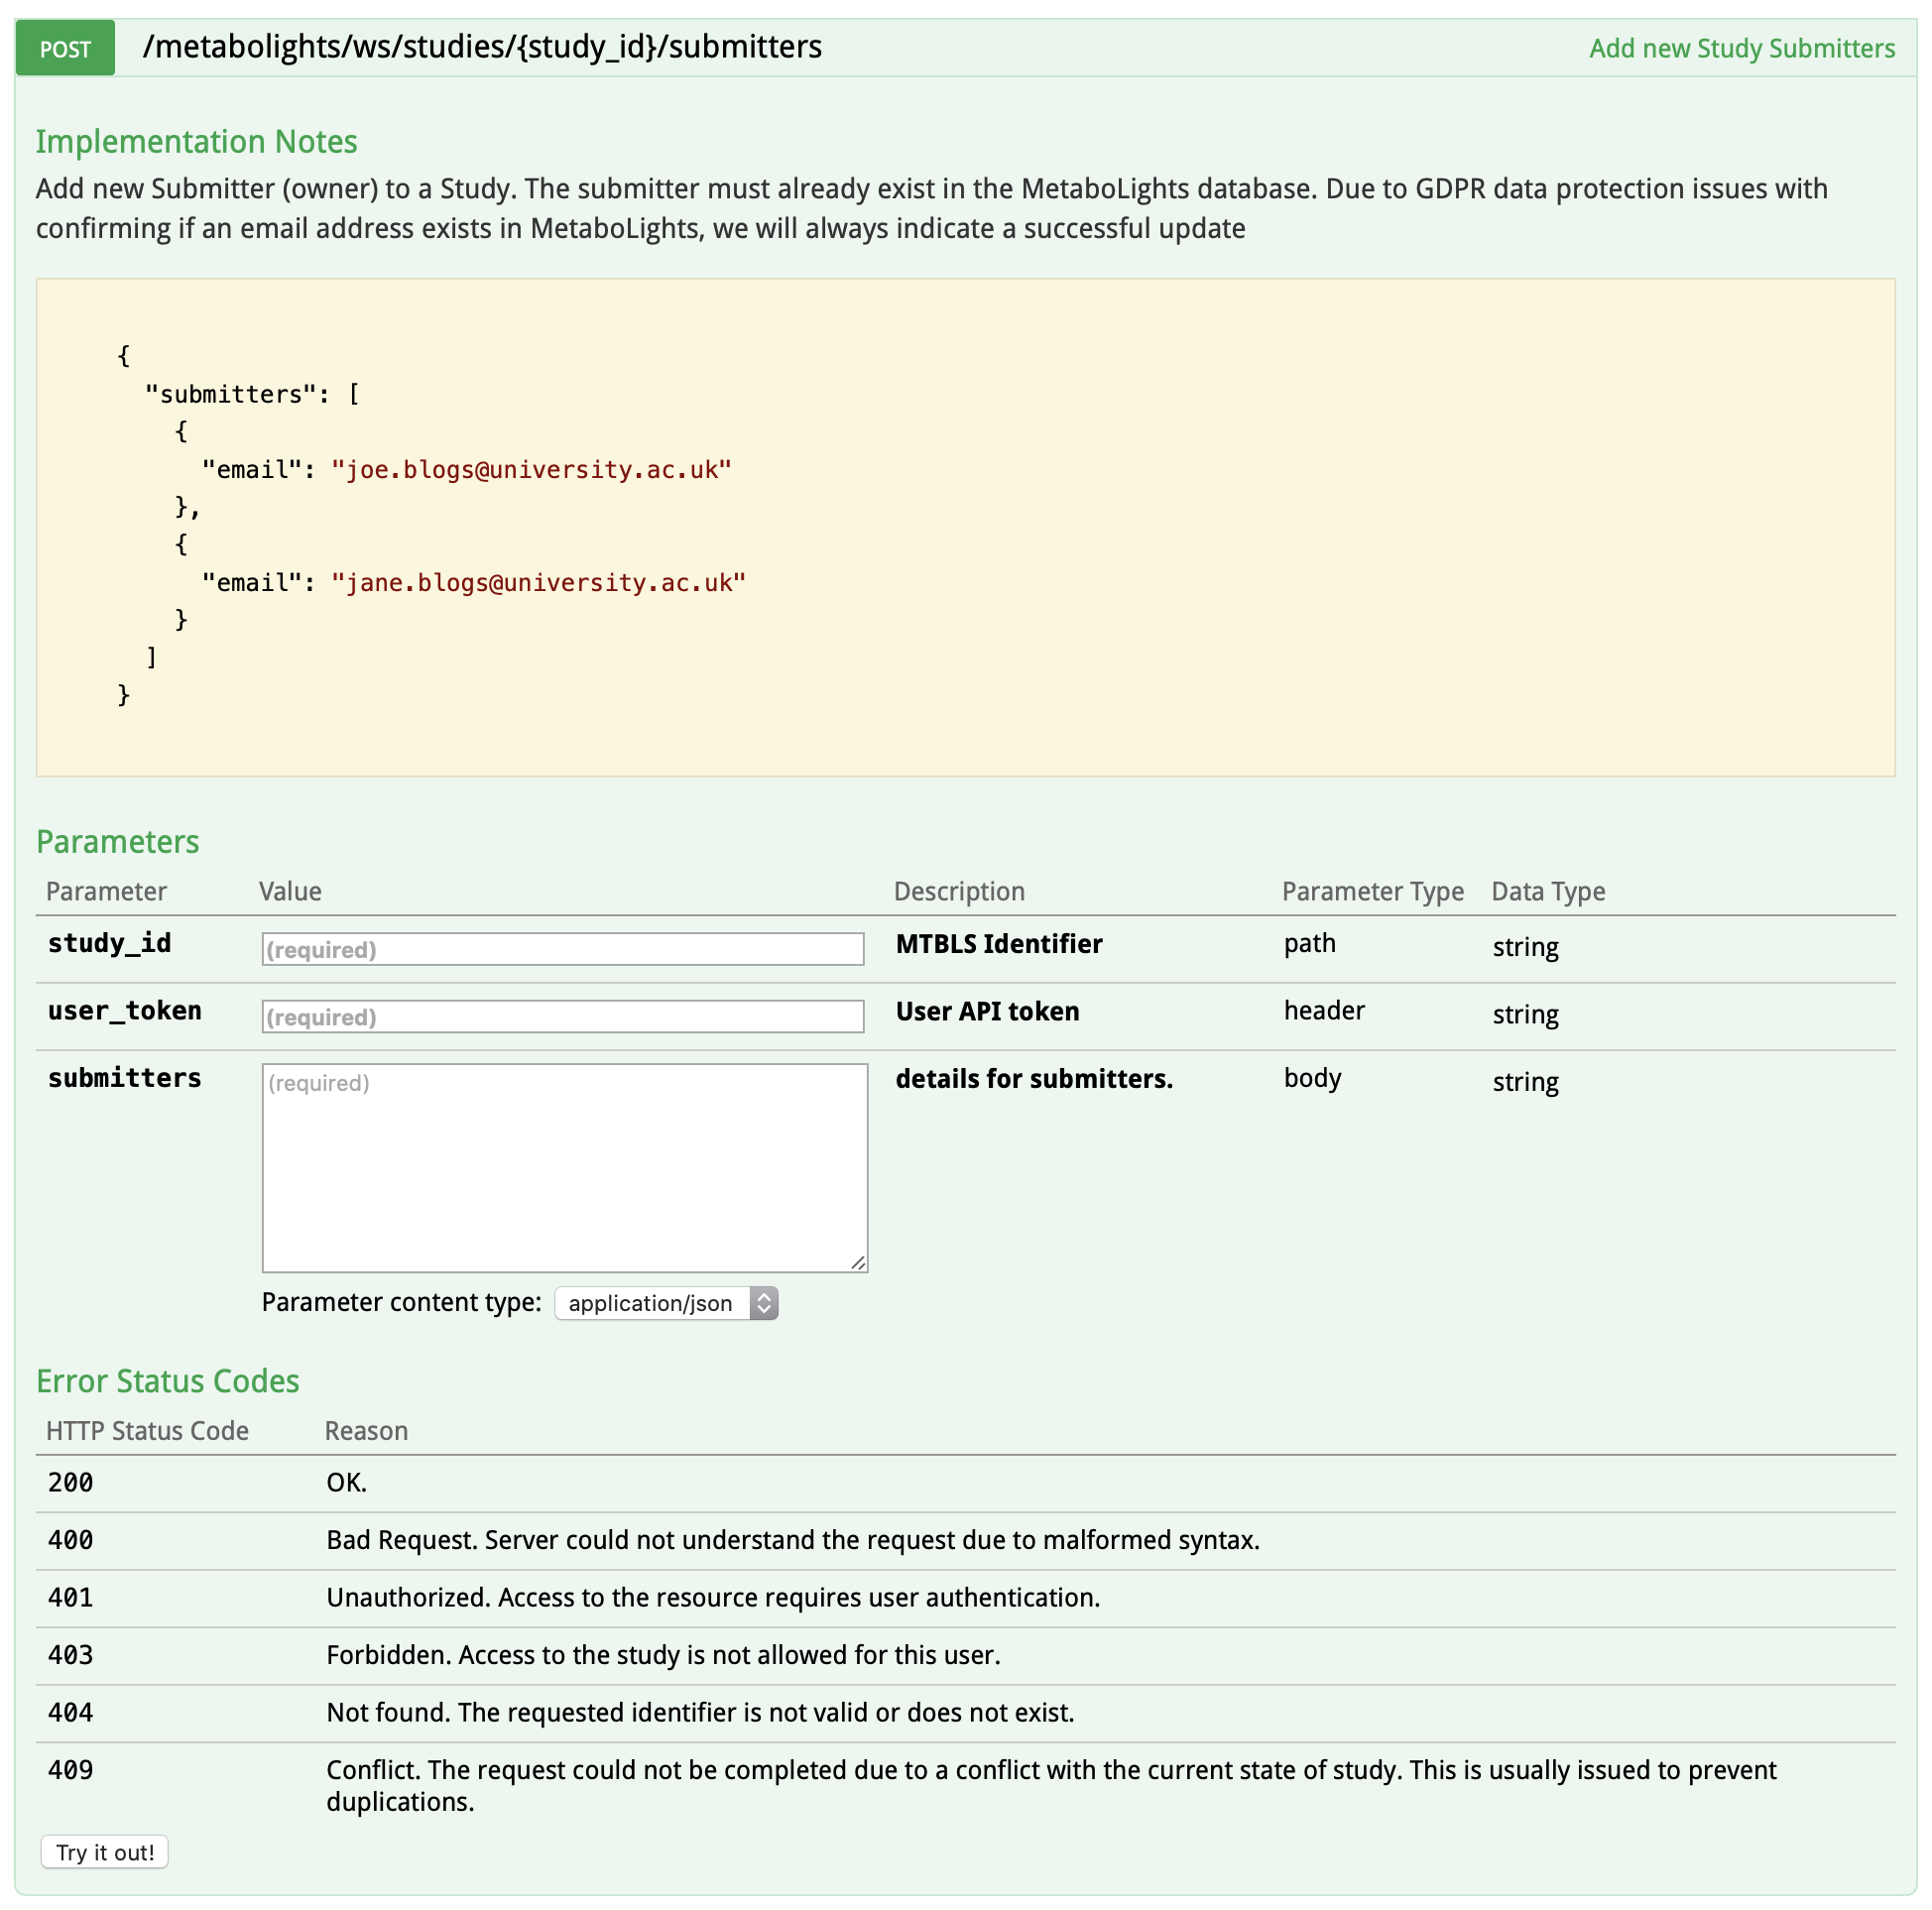 POST /metabolights/ws/studies/{study_id}/submitters Add new Study Submitters
Implementation Notes
Add new Submitter (owner) to a Study. The submitter must already exist in the MetaboLights database. Due to GDPR data protection issues with
confirming if an email address exists in MetaboLights, we will always indicate a successful update
{
"submitters": [
{
"email": "joe.blogs@university.ac.uk"
},
{
"email": "jane.blogs@university.ac.uk"
}
]
}
Parameters
Parameter Value Description Parameter Type Data Type
study_id (required) MTBLS Identifier path string
user_token (required) User API token header string
submitters (required) details for submitters. body string
Parameter content type: application/json
Error Status Codes
HTTP Status Code Reason
200 OK.
400 Bad Request. Server could not understand the request due to malformed syntax.
401 Unauthorized. Access to the resource requires user authentication.
403 Forbidden. Access to the study is not allowed for this user.
404 Not found. The requested identifier is not valid or does not exist.
409 Conflict. The request could not be completed due to a conflict with the current state of study. This is usually issued to prevent
duplications.
Try it out!